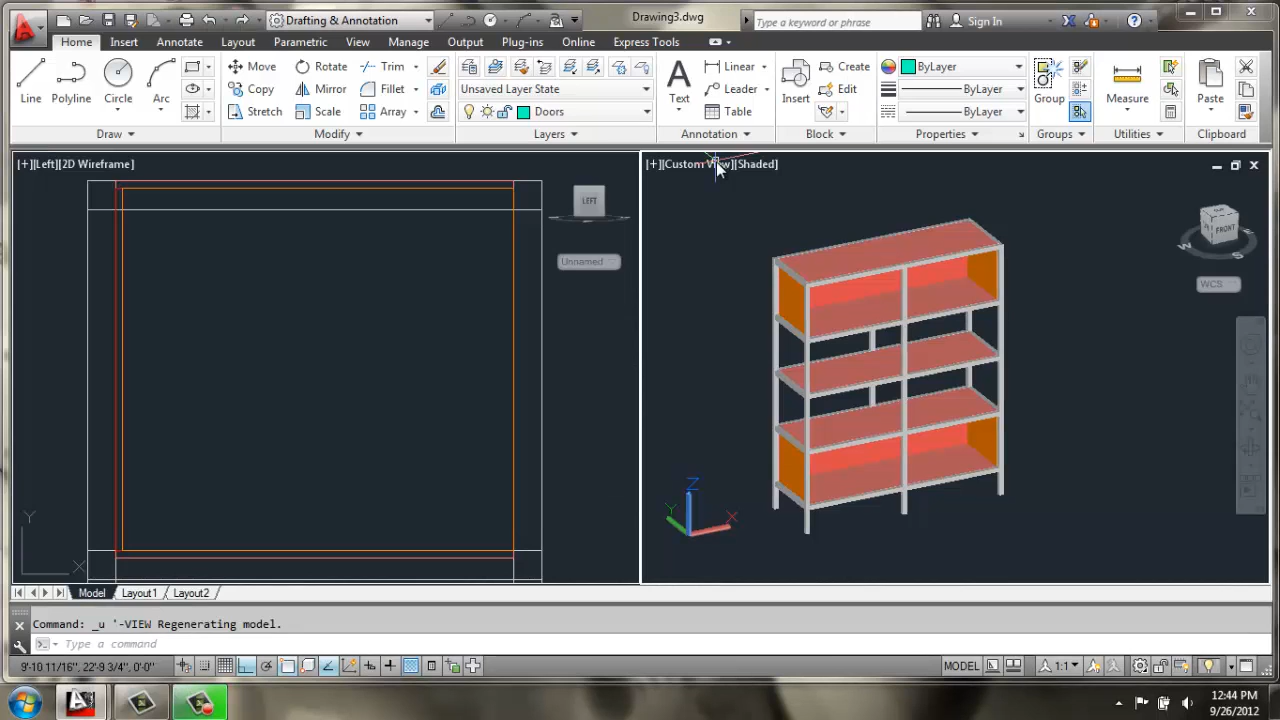 Drafting & Annotation
Drawing3.dwg
Type a keyword or phrase
Sign In
Home Insert Annotate Layout Parametric View Manage Output Plug-ins Online Express Tools
Line Polyline Circle Arc
Move Rotate Trim
Copy Mirror Fillet
Stretch Scale Array
Unsaved Layer State
Doors
Text
Linear
Leader
Table
Insert
Create
Edit
ByLayer
ByLayer
ByLayer
Group
Measure
Paste
Draw Modify Layers Annotation Block Properties Groups Utilities Clipboard
[+][Left][2D Wireframe]
[+][Custom View][Shaded]
LEFT
Unnamed
FRONT
W
S
E
WCS
Y
X
Z
Y
X
Model Layout1 Layout2
Command: _u '-VIEW Regenerating model.
Type a command
9'-10 11/16", 22'-9 3/4", 0'-0"
MODEL
1:1
12:44 PM
9/26/2012